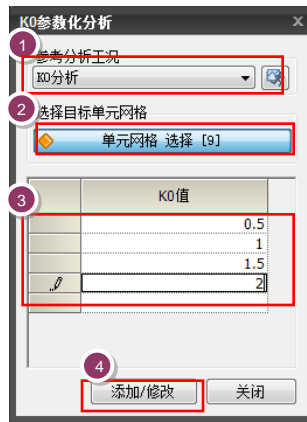 K0参数化分析
1
参考分析工况
K0分析
2
选择目标单元网格
单元网格 选择 [9]
3
K0值
0.5
1
1.5
2
4
添加/修改 关闭